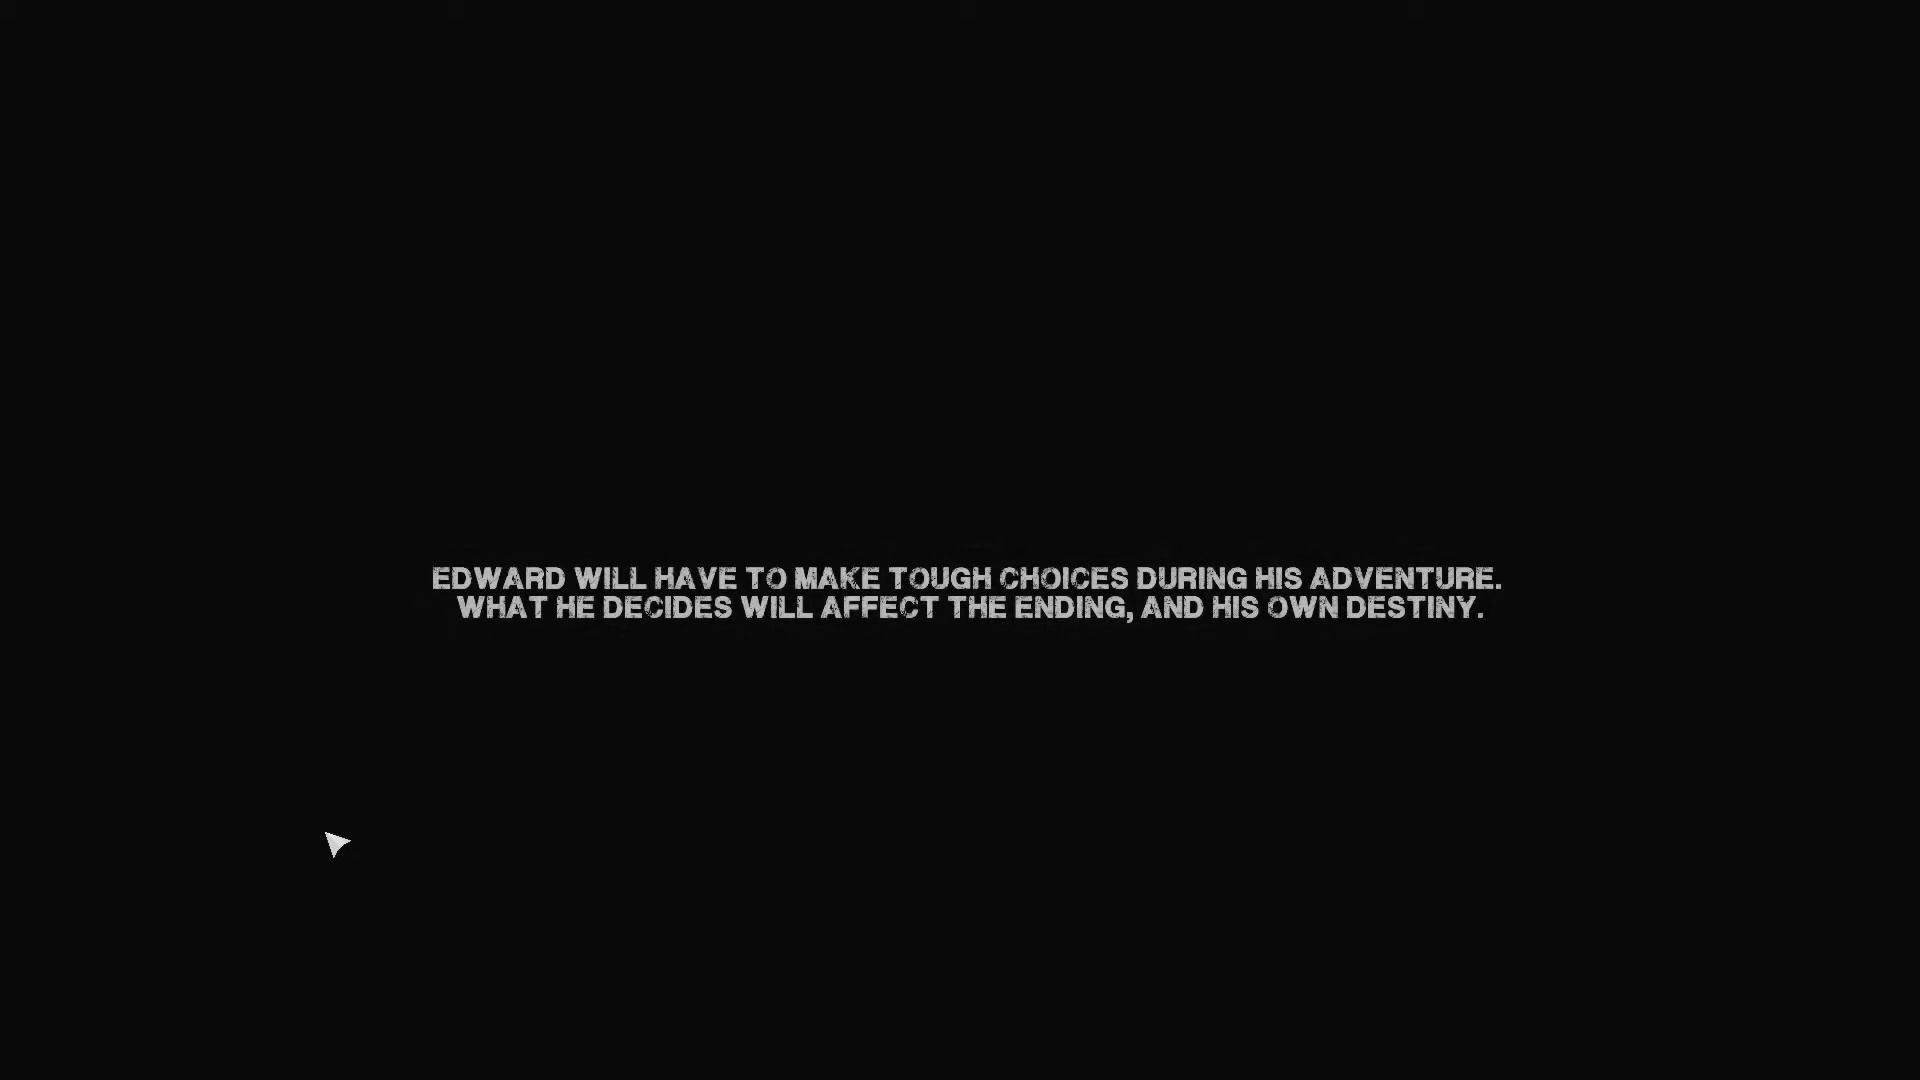 EDWARD WILL HAVE TO MAKE TOUGH CHOICES DURING HIS ADVENTURE.
WHAT HE DECIDES WILL AFFECT THE ENDING, AND HIS OWN DESTINY.